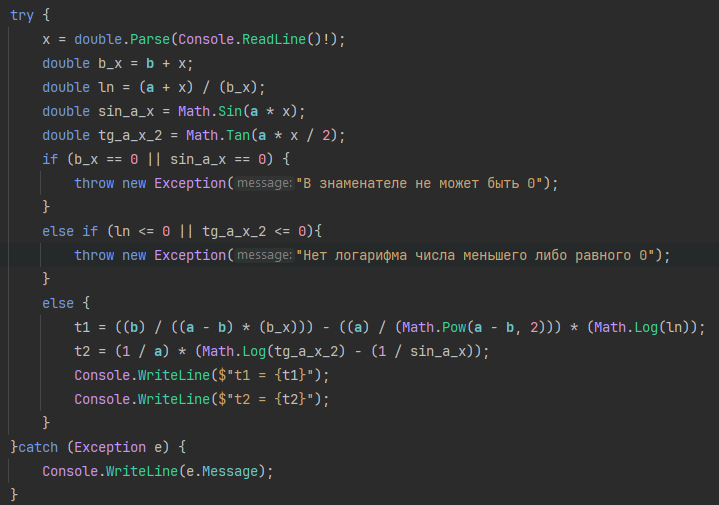 try {
    x = double.Parse(Console.ReadLine()!);
    double b_x = b + x;
    double ln = (a + x) / (b_x);
    double sin_a_x = Math.Sin(a * x);
    double tg_a_x_2 = Math.Tan(a * x / 2);
    if (b_x == 0 || sin_a_x == 0) {
        throw new Exception( message: "В знаменателе не может быть 0");
    }
    else if (ln <= 0 || tg_a_x_2 <= 0){
        throw new Exception( message: "Нет логарифма числа меньшего либо равного 0");
    }
    else {
        t1 = ((b) / ((a - b) * (b_x))) - ((a) / (Math.Pow(a - b, 2))) * (Math.Log(ln));
        t2 = (1 / a) * (Math.Log(tg_a_x_2) - (1 / sin_a_x));
        Console.WriteLine($"t1 = {t1}");
        Console.WriteLine($"t2 = {t2}");
    }
}catch (Exception e) {
    Console.WriteLine(e.Message);
}